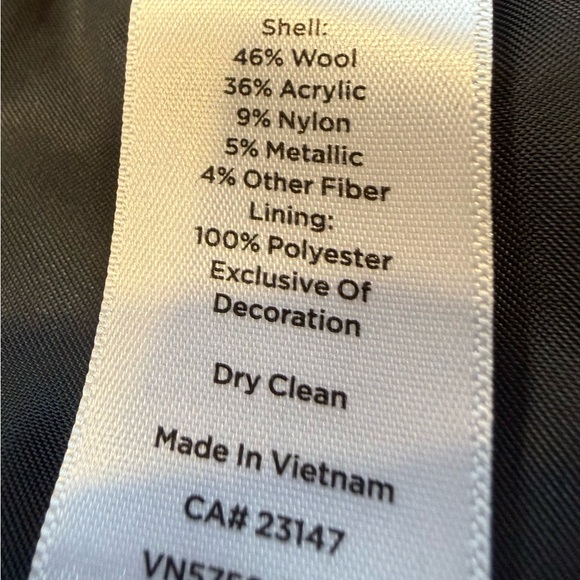 Shell:
46% Wool
36% Acrylic
9% Nylon
5% Metallic
4% Other Fiber
Lining:
100% Polyester
Exclusive Of
Decoration
Dry Clean
Made In Vietnam
CA# 23147